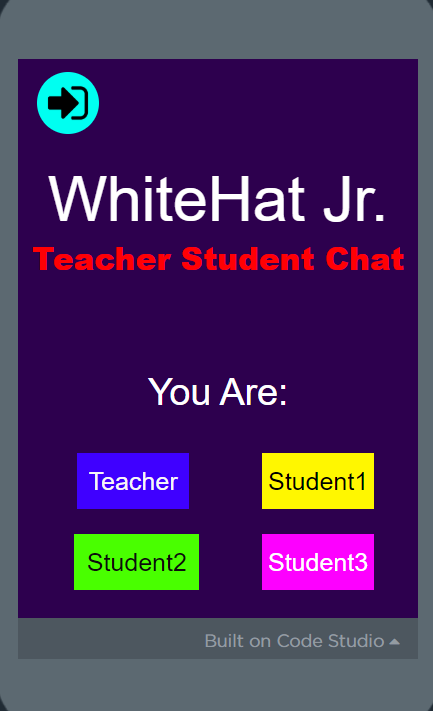 WhiteHat Jr.
Teacher Student Chat
You Are:
Teacher
Student1
Student2
Student3
Built on Code Studio